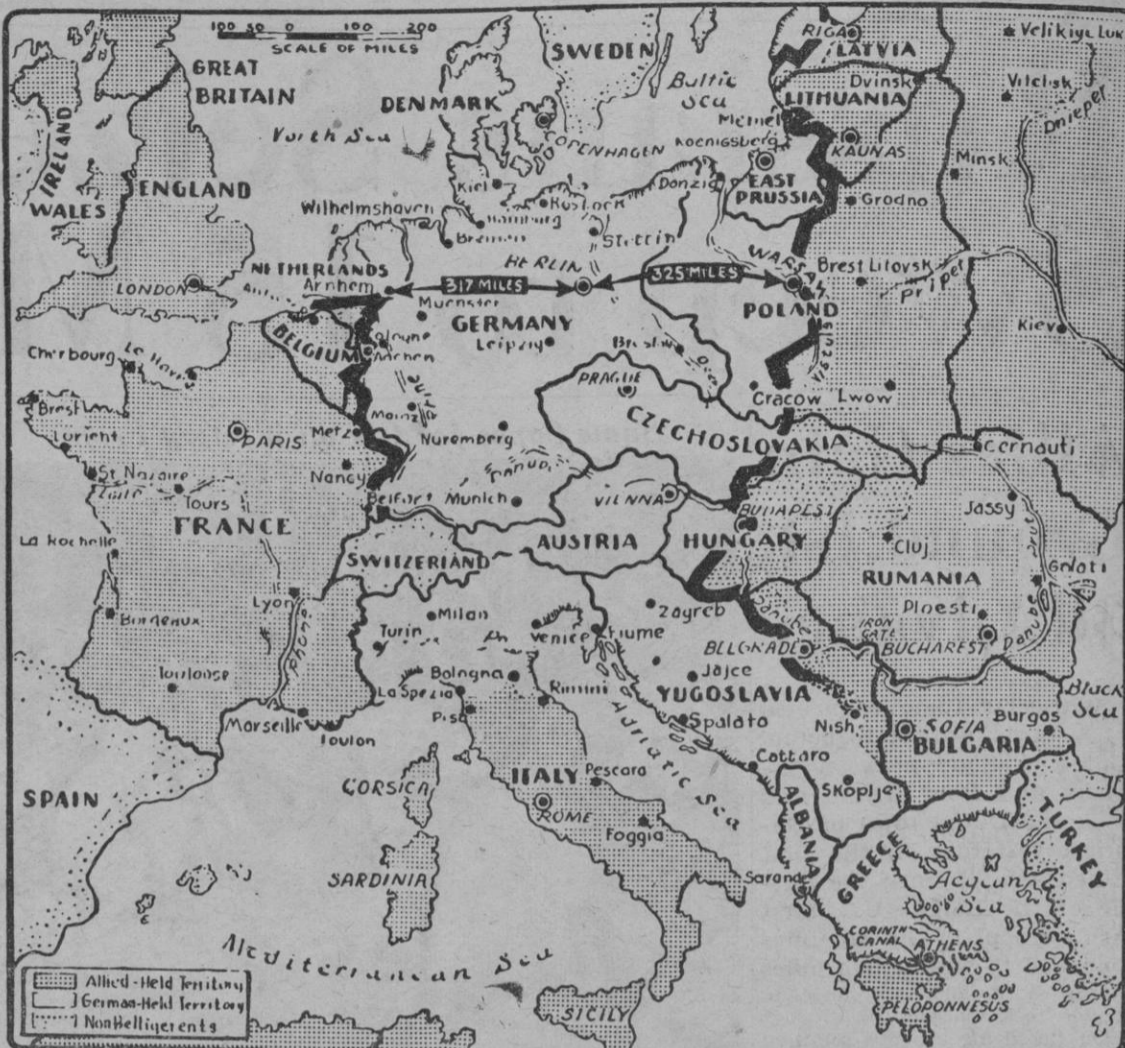 100 50 0 100 200
SCALE OF MILES
SWEDEN
RIGA
LATVIA
Velikiye Luk
GREAT
BRITAIN
Baltic
Sea
Dvinsk
Vitebsk
DENMARK
LITHUANIA
Memel
Dnieper
North Sea
COPENHAGEN
Koenigsberg
KAUNAS
Minsk
IRELAND
ENGLAND
WALES
Kiel
Rostock
Danzig
EAST
PRUSSIA
Grodno
Wilhelmshaven
Hamburg
Bremen
Stettin
WARSAW
NETHERLANDS
BERLIN
325 MILES
Brest Litovsk
LONDON
Arnhem
317 MILES
Pripet
Muenster
POLAND
GERMANY
Kiev
BELGIUM
Cologne
Aachen
Leipzig
Breslau
Oder
Cherbourg
Le Havre
Rhine
PRAGUE
Cracow
Lwow
Brest
Mainz
CZECHOSLOVAKIA
Lorient
PARIS
Metz
Nuremberg
Cernauti
St Nazaire
Nancy
Danube
VIENNA
Loire
Tours
Belfort
Munich
BUDAPEST
Jassy
FRANCE
AUSTRIA
HUNGARY
Cluj
Prut
La Rochelle
SWITZERLAND
RUMANIA
Galati
Lyon
Milan
Zagreb
Danube
Ploesti
Bordeaux
Rhone
Turin
Po
Venice
Fiume
IRON
GATE
BUCHAREST
Danube
BELGRADE
Toulouse
Bologna
Jajce
Black
Sea
La Spezia
Rimini
YUGOSLAVIA
Pisa
Adriatic Sea
Spalato
Nish
SOFIA
Burgas
Marseille
Toulon
BULGARIA
ITALY
Pescara
Cattaro
SPAIN
CORSICA
ROME
Skoplje
Foggia
ALBANIA
TURKEY
GREECE
SARDINIA
Sarande
Aegean
Sea
Mediterranean Sea
CORINTH
CANAL
ATHENS
Allied-Held Territory
German-Held Territory
NonBelligerents
SICILY
PELOPONNESUS